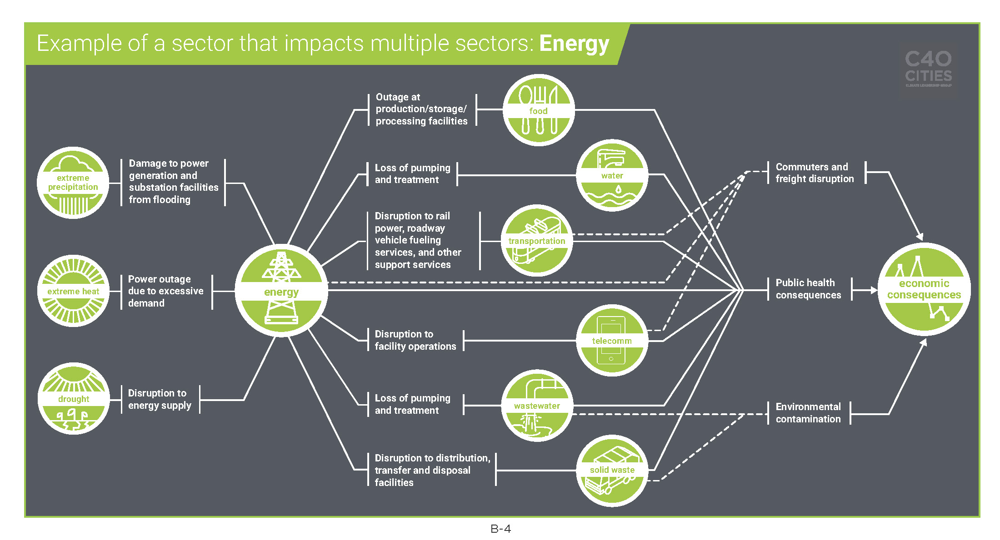 Example of a sector that impacts multiple sectors: Energy
C40
CITIES
CLIMATE LEADERSHIP GROUP
extreme
precipitation
Damage to power
generation and
substation facilities
from flooding
extreme heat
Power outage
due to excessive
demand
drought
Disruption to
energy supply
energy
Outage at
production/storage/
processing facilities
food
Loss of pumping
and treatment
water
Disruption to rail
power, roadway
vehicle fueling
services, and other
support services
transportation
Disruption to
facility operations
telecomm
Loss of pumping
and treatment
wastewater
Disruption to distribution,
transfer and disposal
facilities
solid waste
Commuters and
freight disruption
Public health
consequences
Environmental
contamination
economic
consequences
B-4